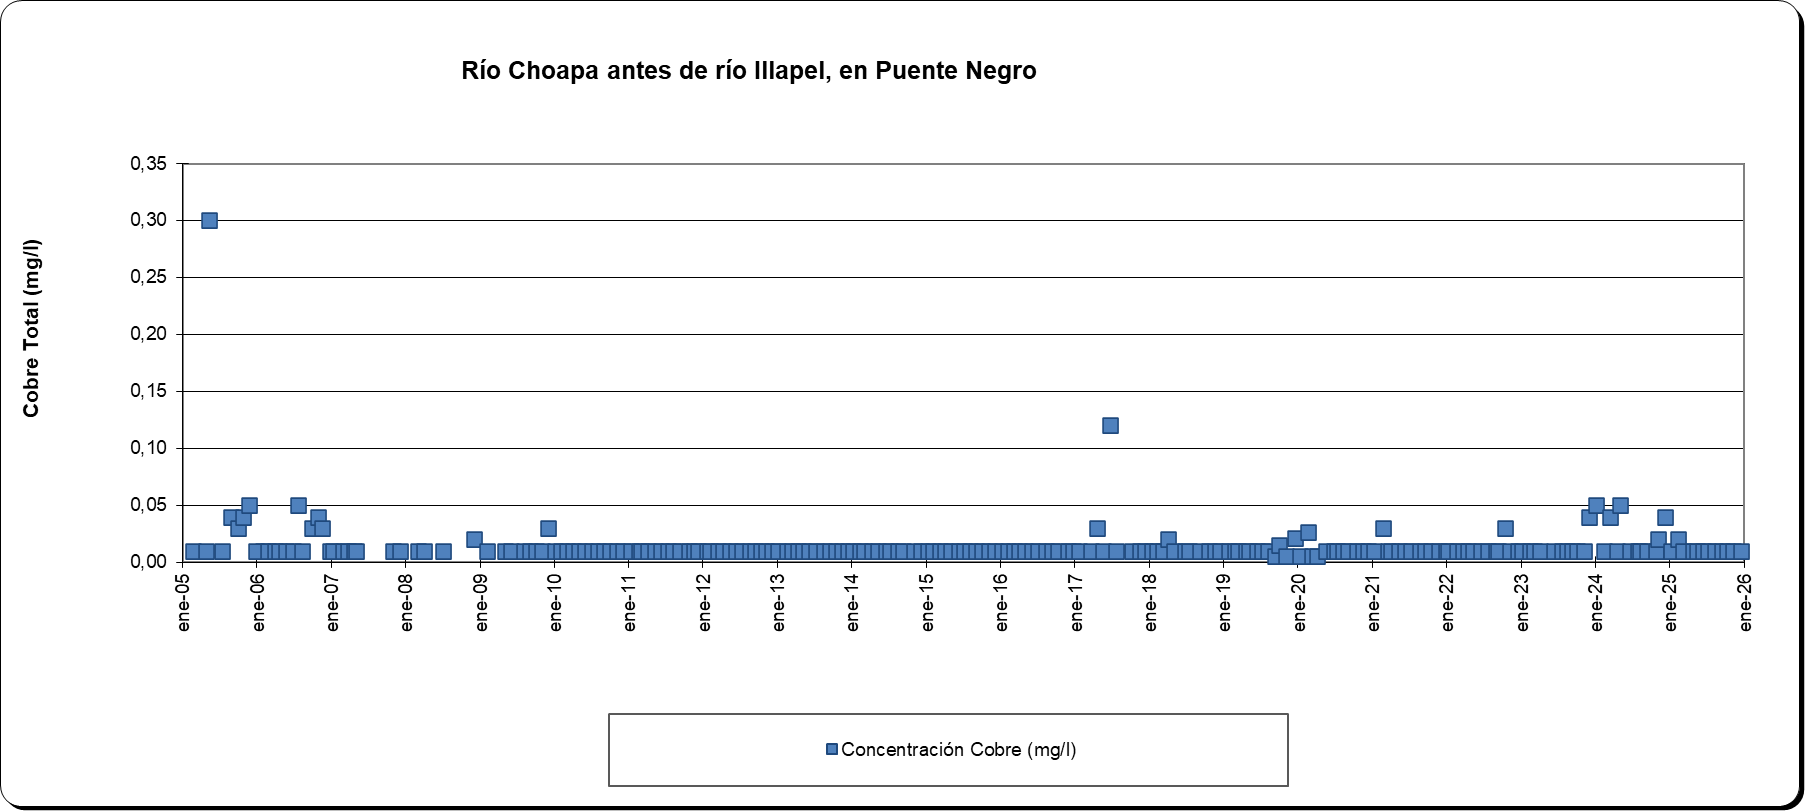 Río Choapa antes de río Illapel, en Puente Negro
Cobre Total (mg/l)
0,35
0,30
0,25
0,20
0,15
0,10
0,05
0,00
ene-05
ene-06
ene-07
ene-08
ene-09
ene-10
ene-11
ene-12
ene-13
ene-14
ene-15
ene-16
ene-17
ene-18
ene-19
ene-20
ene-21
ene-22
ene-23
ene-24
ene-25
ene-26
Concentración Cobre (mg/l)